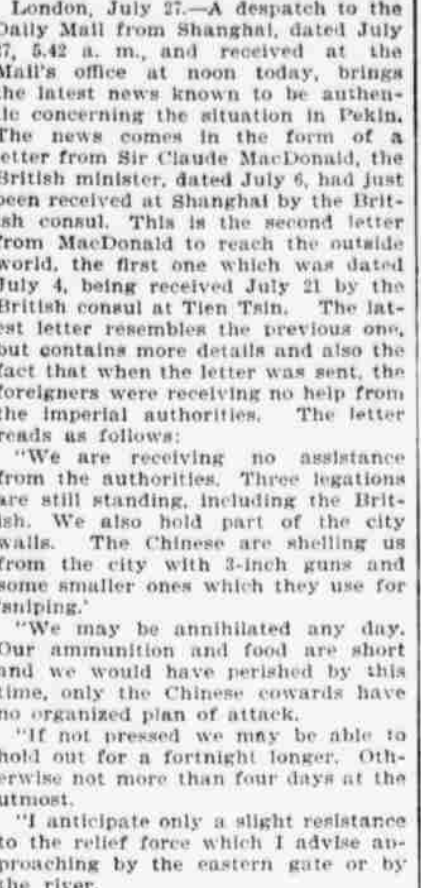 London, July 27.—A despatch to the
Daily Mail from Shanghai, dated July
27, 5.42 a. m., and received at the
Mail's office at noon today, brings
the latest news known to be authen-
tic concerning the situation in Pekin.
The news comes in the form of a
letter from Sir Claude MacDonald, the
British minister, dated July 6, had just
been received at Shanghai by the Brit-
ish consul. This is the second letter
from MacDonald to reach the outside
world, the first one which was dated
July 4, being received July 21 by the
British consul at Tien Tsin. The lat-
est letter resembles the previous one,
but contains more details and also the
fact that when the letter was sent, the
foreigners were receiving no help from
the imperial authorities. The letter
reads as follows:
"We are receiving no assistance
from the authorities. Three legations
are still standing, including the Brit-
ish. We also hold part of the city
walls. The Chinese are shelling us
from the city with 3-inch guns and
some smaller ones which they use for
'sniping.'
"We may be annihilated any day.
Our ammunition and food are short
and we would have perished by this
time, only the Chinese cowards have
no organized plan of attack.
"If not pressed we may be able to
hold out for a fortnight longer. Oth-
erwise not more than four days at the
utmost.
"I anticipate only a slight resistance
to the relief force which I advise ap-
proaching by the eastern gate or by
the river.